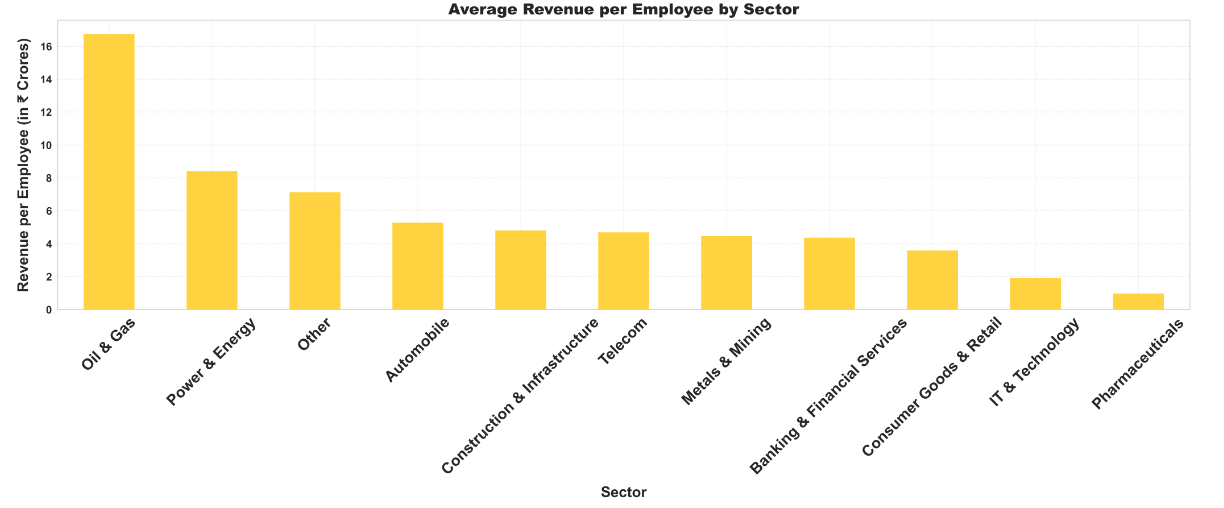 Average Revenue per Employee by Sector
Revenue per Employee (in ₹ Crores)
16
14
12
10
8
6
4
2
0
Oil & Gas
Power & Energy
Other
Automobile
Construction & Infrastructure
Telecom
Metals & Mining
Banking & Financial Services
Consumer Goods & Retail
IT & Technology
Pharmaceuticals
Sector